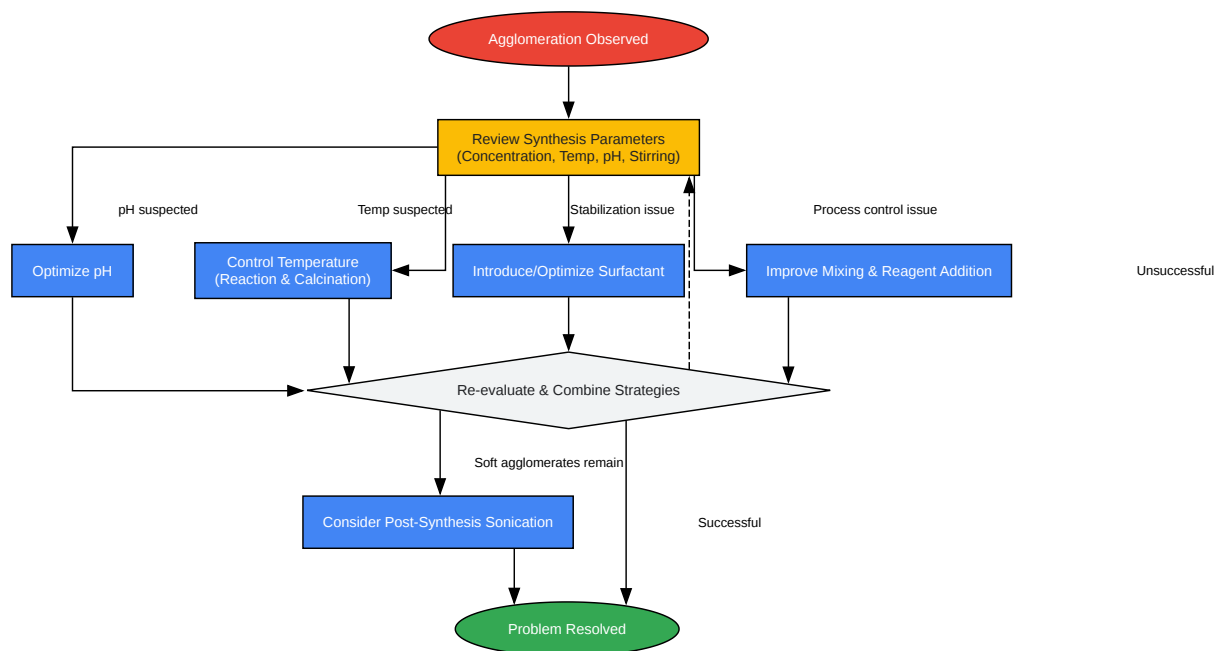 Agglomeration Observed
Review Synthesis Parameters
(Concentration, Temp, pH, Stirring)
pH suspected
Temp suspected
Stabilization issue
Process control issue
Optimize pH
Control Temperature
(Reaction & Calcination)
Introduce/Optimize Surfactant
Improve Mixing & Reagent Addition
Unsuccessful
Re-evaluate & Combine Strategies
Soft agglomerates remain
Consider Post-Synthesis Sonication
Successful
Problem Resolved